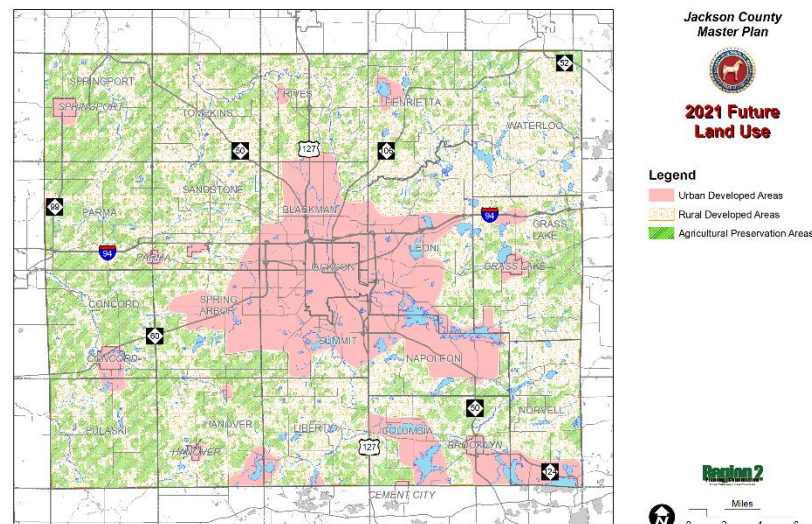 Jackson County
Master Plan
2021 Future
Land Use
Legend
Urban Developed Areas
Rural Developed Areas
Agricultural Preservation Areas
Region 2
Miles
N
52
SPRINGPORT
SPRINGPORT
TOMPKINS
RIVES
HENRIETTA
WATERLOO
127
50
106
SANDSTONE
PARMA
99
BLACKMAN
94
GRASS
LAKE
94
PARMA
LEONI
JACKSON
GRASS LAKE
CONCORD
SPRING
ARBOR
60
SUMMIT
CONCORD
NAPOLEON
50
NORVELL
PULASKI
HANOVER
LIBERTY
COLUMBIA
HANOVER
127
BROOKLYN
124
CEMENT CITY